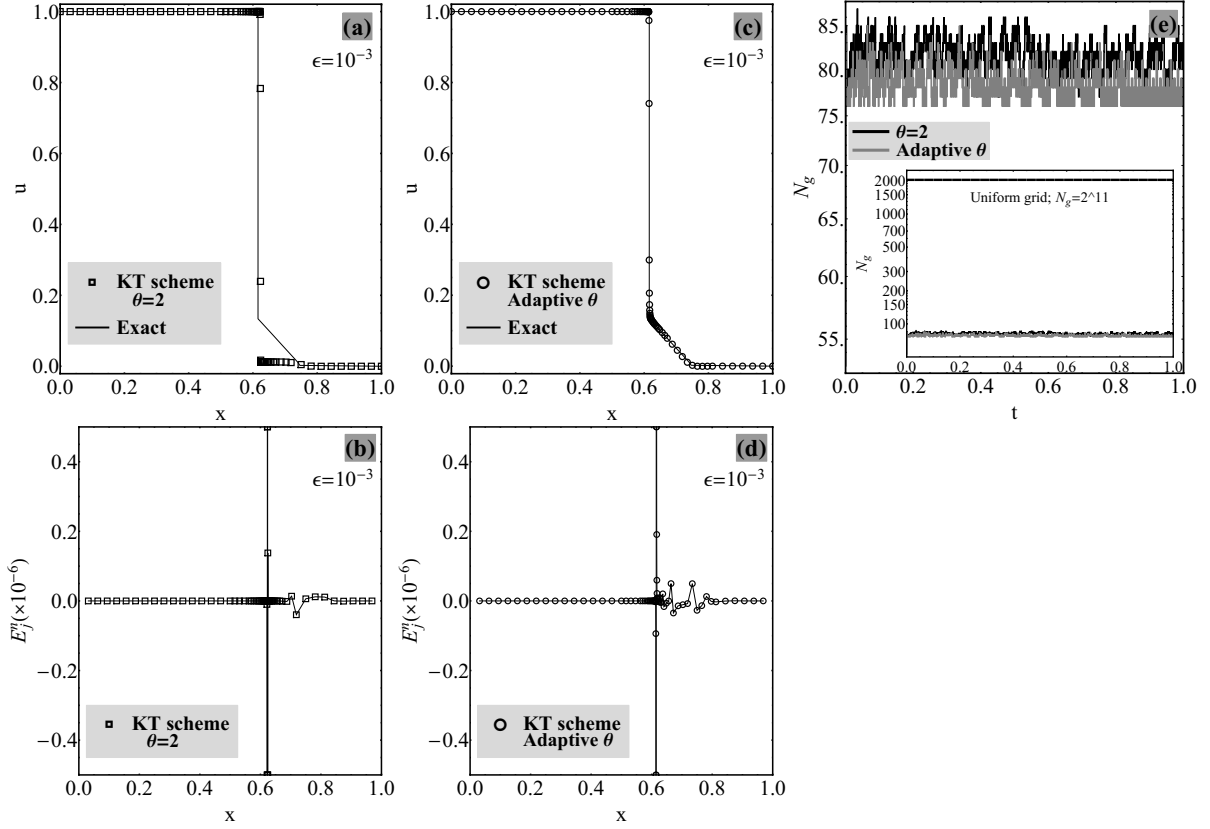 (a)
ϵ=10⁻³
u
1.0
0.8
0.6
0.4
0.2
0.0
KT scheme
θ=2
Exact
0.0 0.2 0.4 0.6 0.8 1.0
x
(c)
ϵ=10⁻³
u
1.0
0.8
0.6
0.4
0.2
0.0
KT scheme
Adaptive θ
Exact
0.0 0.2 0.4 0.6 0.8 1.0
x
(e)
N_g
85.
80.
75.
70.
65.
60.
55.
θ=2
Adaptive θ
Uniform grid; N_g=2^11
N_g
2000
1500
1000
700
500
300
200
150
100
0.0 0.2 0.4 0.6 0.8 1.0
0.0 0.2 0.4 0.6 0.8 1.0
t
(b)
ϵ=10⁻³
E_j^n(×10⁻⁶)
0.4
0.2
0.0
−0.2
−0.4
KT scheme
θ=2
0.0 0.2 0.4 0.6 0.8 1.0
x
(d)
ϵ=10⁻³
E_j^n(×10⁻⁶)
0.4
0.2
0.0
−0.2
−0.4
KT scheme
Adaptive θ
0.0 0.2 0.4 0.6 0.8 1.0
x